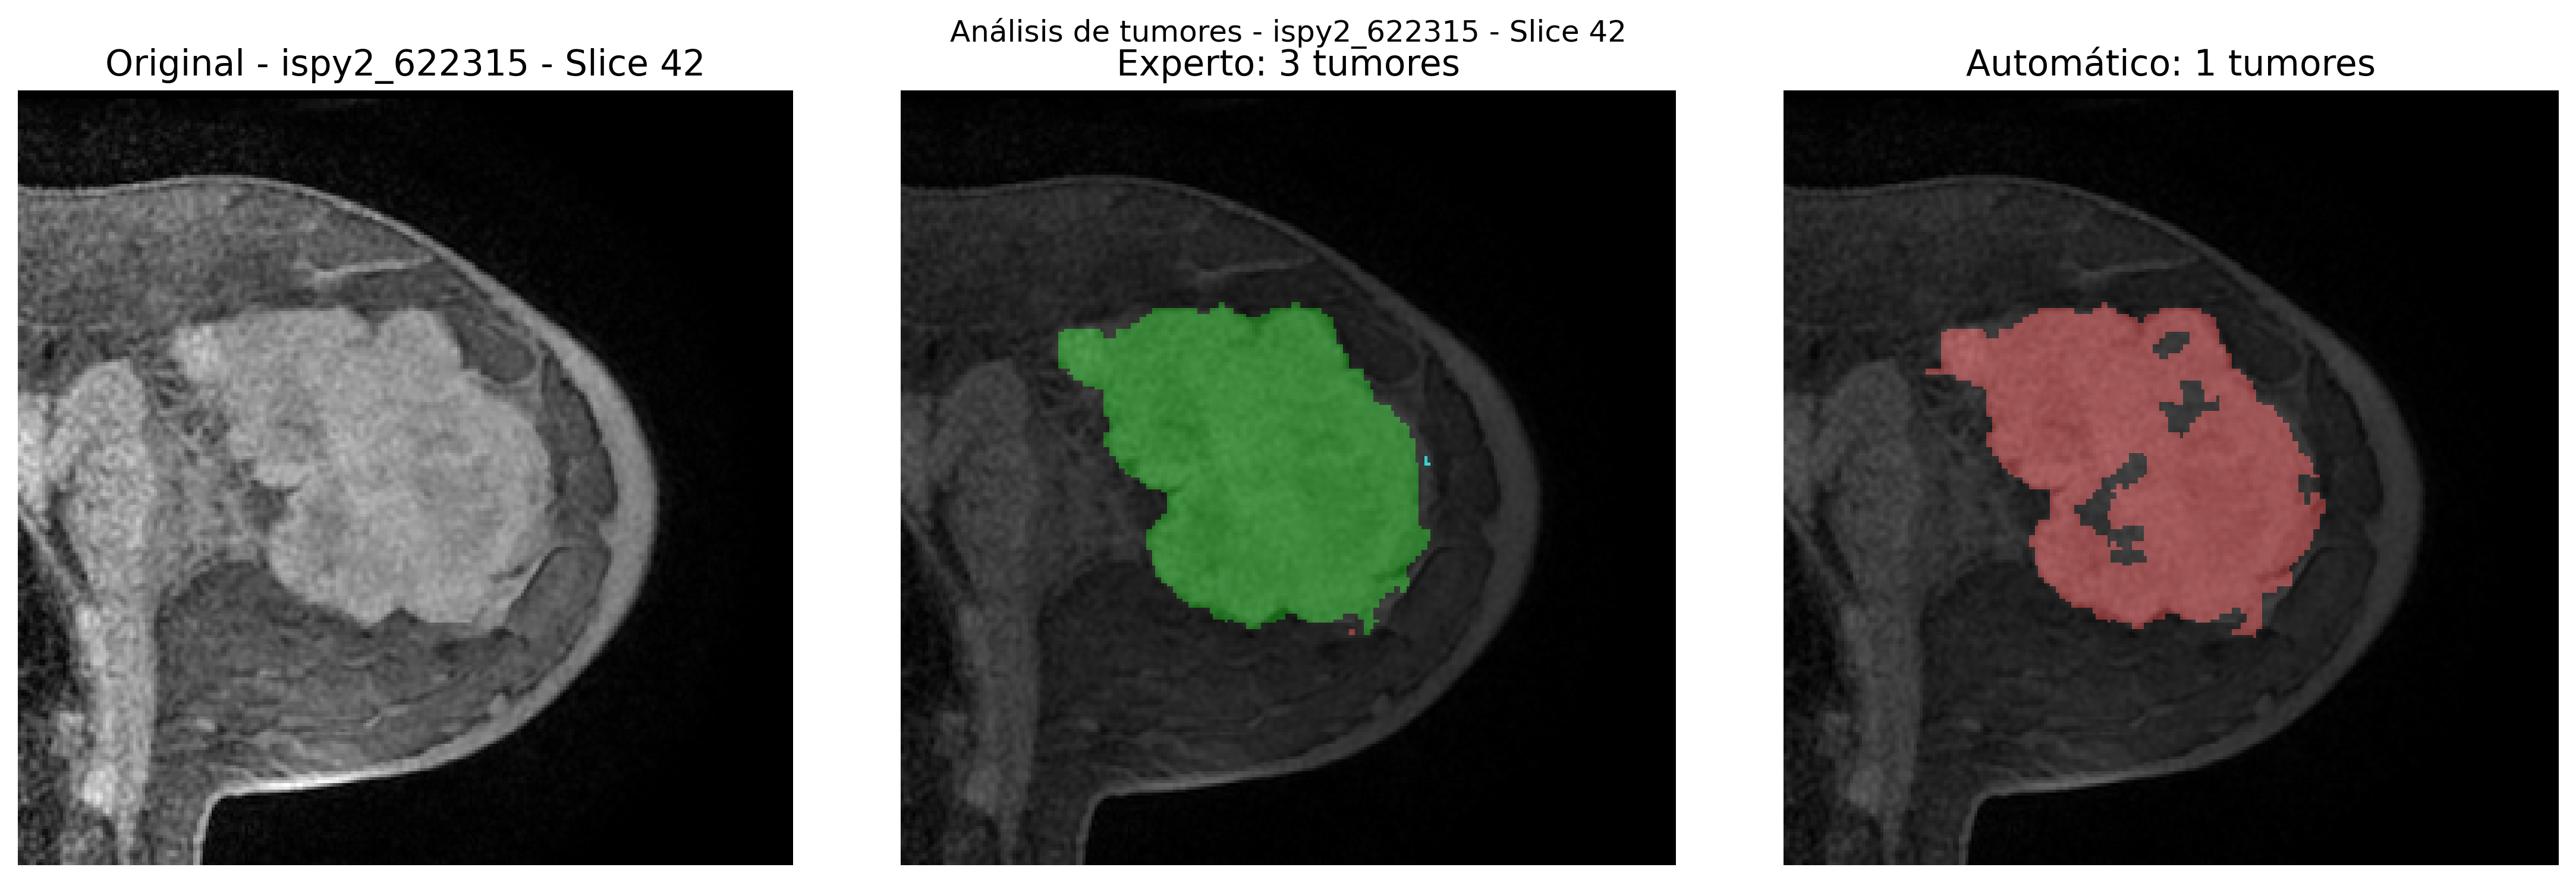 Análisis de tumores - ispy2_622315 - Slice 42
Original - ispy2_622315 - Slice 42
Experto: 3 tumores
Automático: 1 tumores